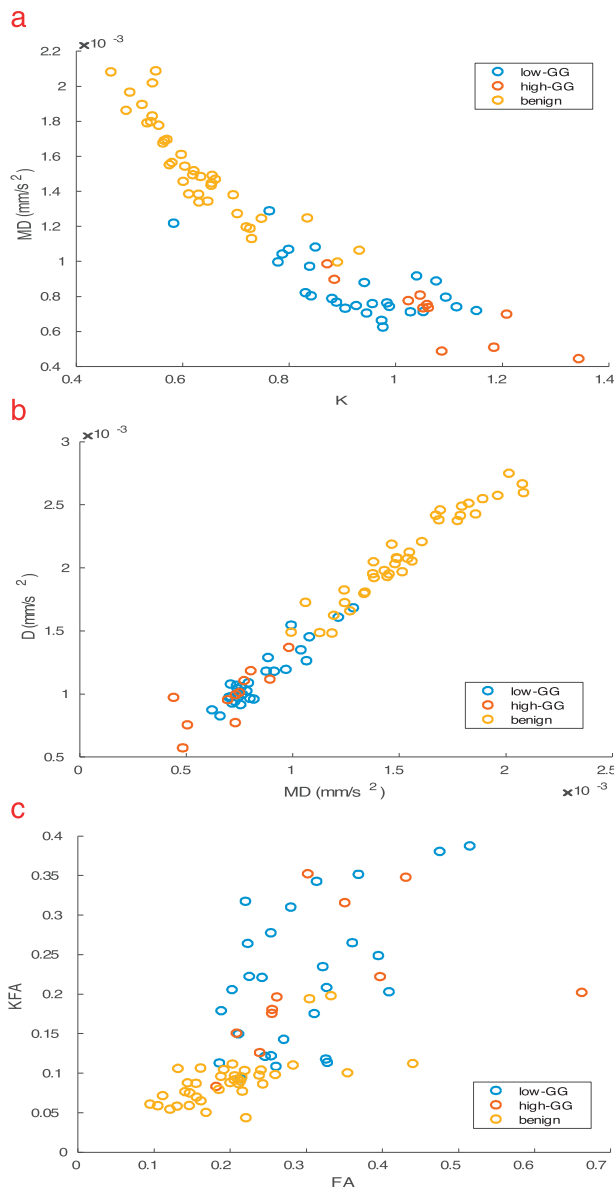 a
× 10 -3
2.2
2
1.8
1.6
1.4
1.2
1
0.8
0.6
0.4
MD (mm/s 2)
low-GG
high-GG
benign
0.4 0.6 0.8 1 1.2 1.4
K
b
× 10 -3
3
2.5
2
1.5
1
0.5
D (mm/s 2)
low-GG
high-GG
benign
0 0.5 1 1.5 2 2.5
MD (mm/s 2)
× 10 -3
c
0.4
0.35
0.3
0.25
0.2
0.15
0.1
0.05
0
KFA
low-GG
high-GG
benign
0 0.1 0.2 0.3 0.4 0.5 0.6 0.7
FA